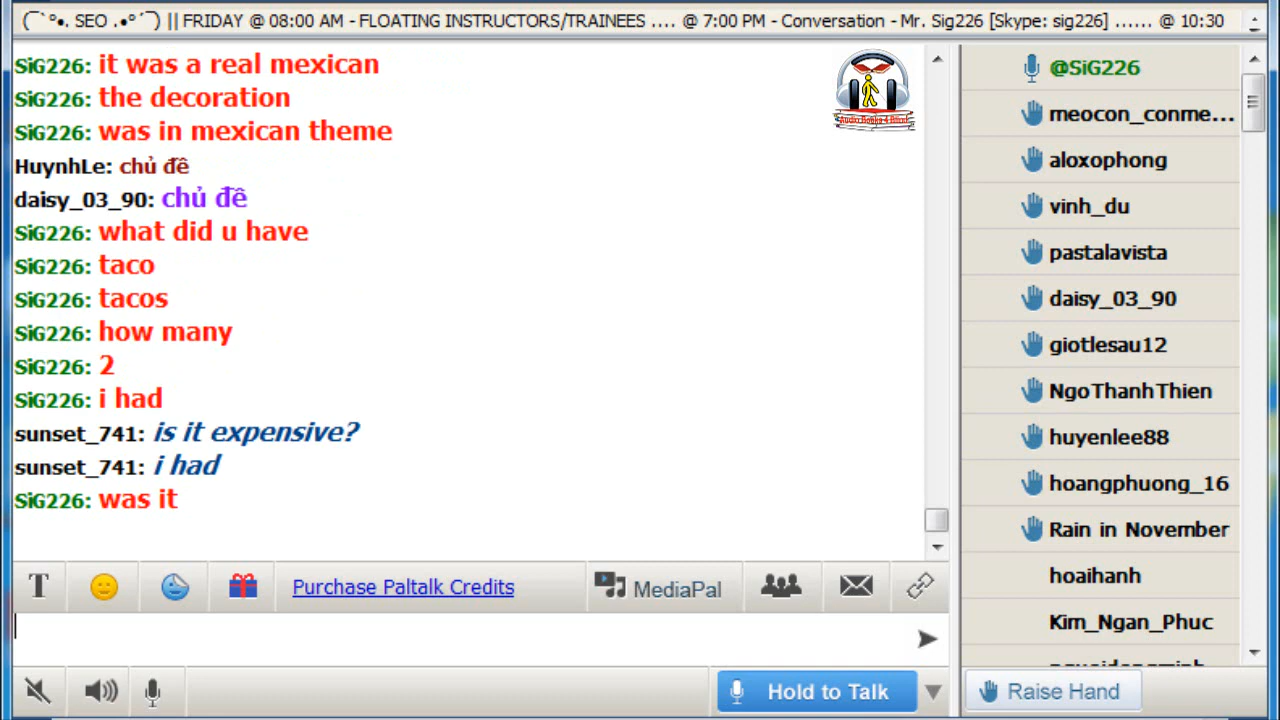 (¯`°•. SEO .•°´¯) || FRIDAY @ 08:00 AM - FLOATING INSTRUCTORS/TRAINEES .... @ 7:00 PM - Conversation - Mr. Sig226 [Skype: sig226] ...... @ 10:30
SiG226: it was a real mexican
SiG226: the decoration
SiG226: was in mexican theme
HuynhLe: chủ đề
daisy_03_90: chủ đề
SiG226: what did u have
SiG226: taco
SiG226: tacos
SiG226: how many
SiG226: 2
SiG226: i had
sunset_741: is it expensive?
sunset_741: i had
SiG226: was it
Audio Books 4 Blind
@SiG226
meocon_conme...
aloxophong
vinh_du
pastalavista
daisy_03_90
giotlesau12
NgoThanhThien
huyenlee88
hoangphuong_16
Rain in November
hoaihanh
Kim_Ngan_Phuc
T
Purchase Paltalk Credits
MediaPal
Hold to Talk
Raise Hand